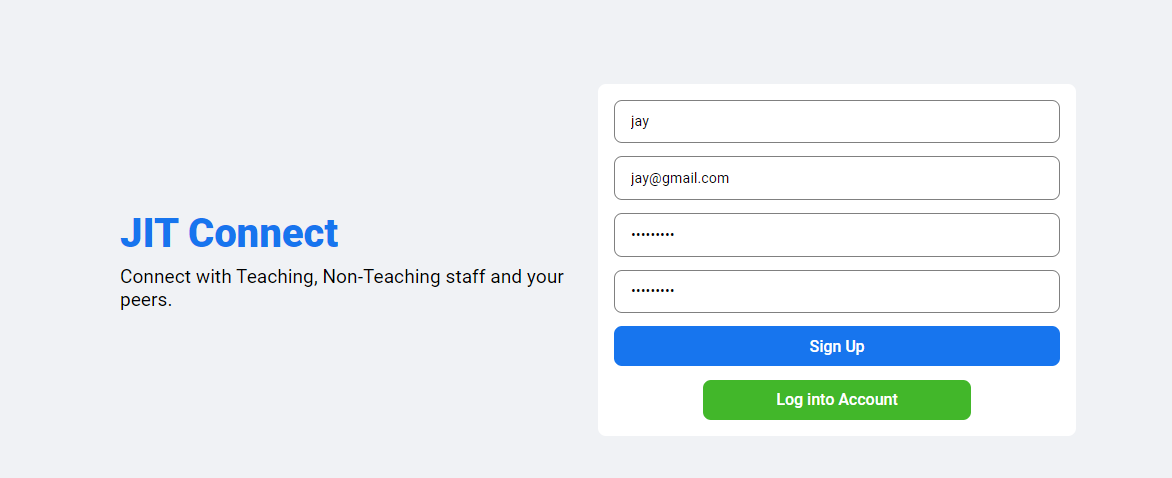 JIT Connect
Connect with Teaching, Non-Teaching staff and your
peers.
jay
jay@gmail.com
•••••••••
•••••••••
Sign Up
Log into Account